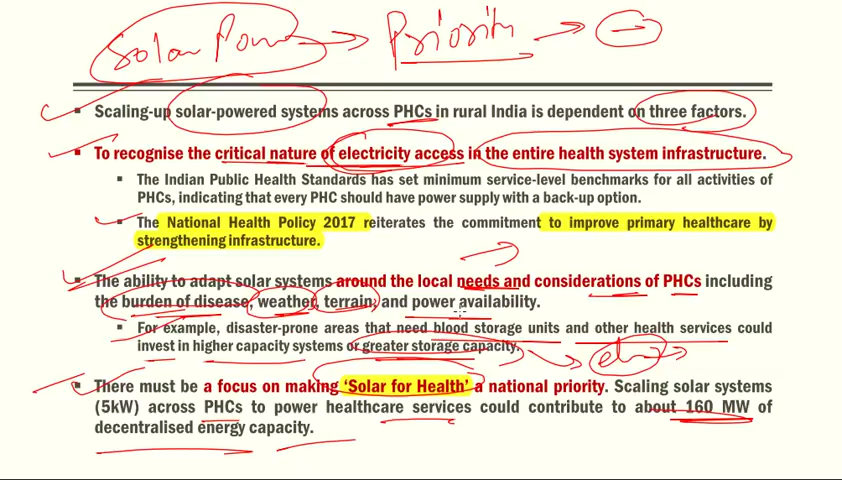 Solar Power → Priority →
Scaling-up solar-powered systems across PHCs in rural India is dependent on three factors.
To recognise the critical nature of electricity access in the entire health system infrastructure.
The Indian Public Health Standards has set minimum service-level benchmarks for all activities of
PHCs, indicating that every PHC should have power supply with a back-up option.
The National Health Policy 2017 reiterates the commitment to improve primary healthcare by
strengthening infrastructure.
The ability to adapt solar systems around the local needs and considerations of PHCs including
the burden of disease, weather, terrain, and power availability.
For example, disaster-prone areas that need blood storage units and other health services could
invest in higher capacity systems or greater storage capacity.
There must be a focus on making ‘Solar for Health’ a national priority. Scaling solar systems
(5kW) across PHCs to power healthcare services could contribute to about 160 MW of
decentralised energy capacity.